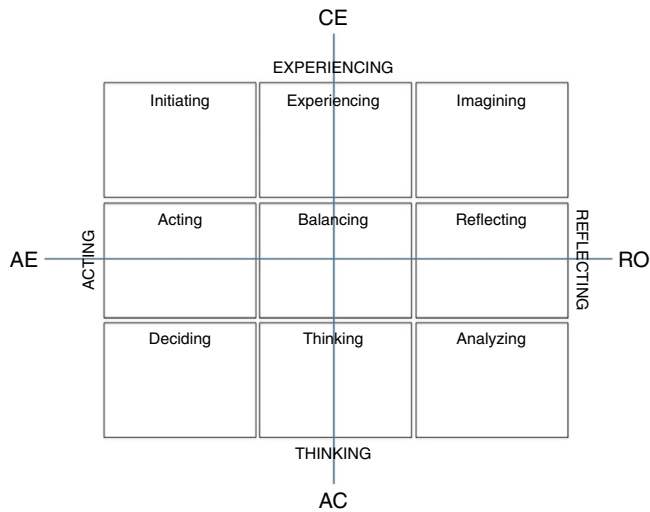 CE
EXPERIENCING
Initiating
Experiencing
Imagining
Acting
Balancing
Reflecting
AE
ACTING
REFLECTING
RO
Deciding
Thinking
Analyzing
THINKING
AC